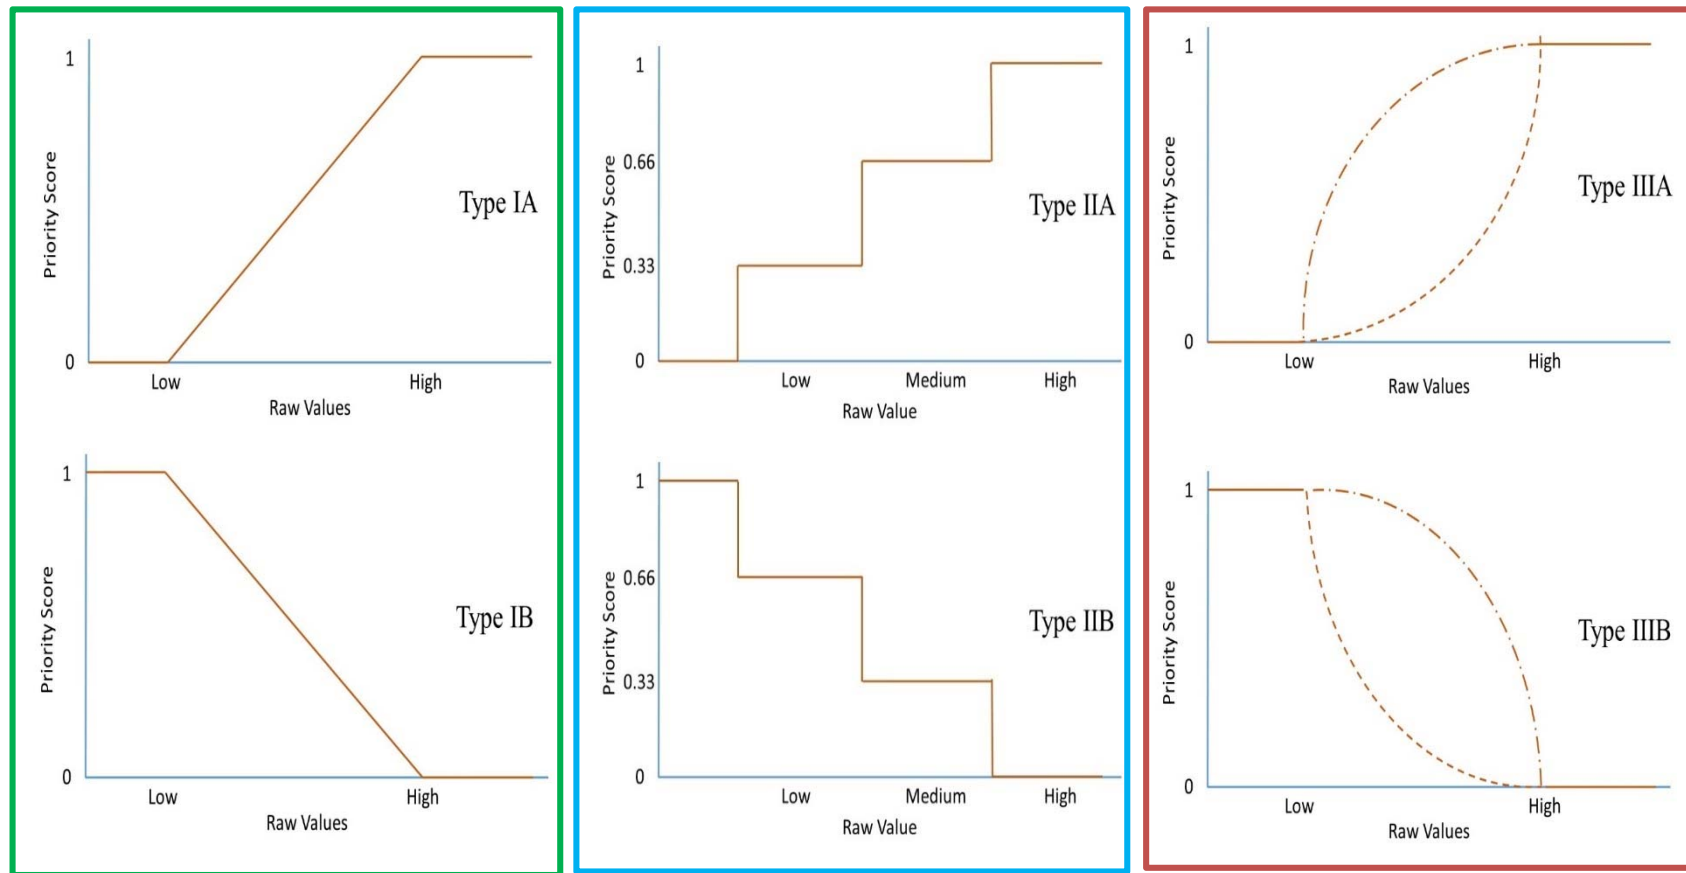 1
Priority Score
Type IA
0
Low
High
Raw Values
1
Priority Score
Type IB
0
Low
High
Raw Values
1
0.66
Priority Score
Type IIA
0.33
0
Low
Medium
High
Raw Value
1
0.66
Priority Score
Type IIB
0.33
0
Low
Medium
High
Raw Value
1
Priority Score
Type IIIA
0
Low
High
Raw Values
1
Priority Score
Type IIIB
0
Low
High
Raw Values